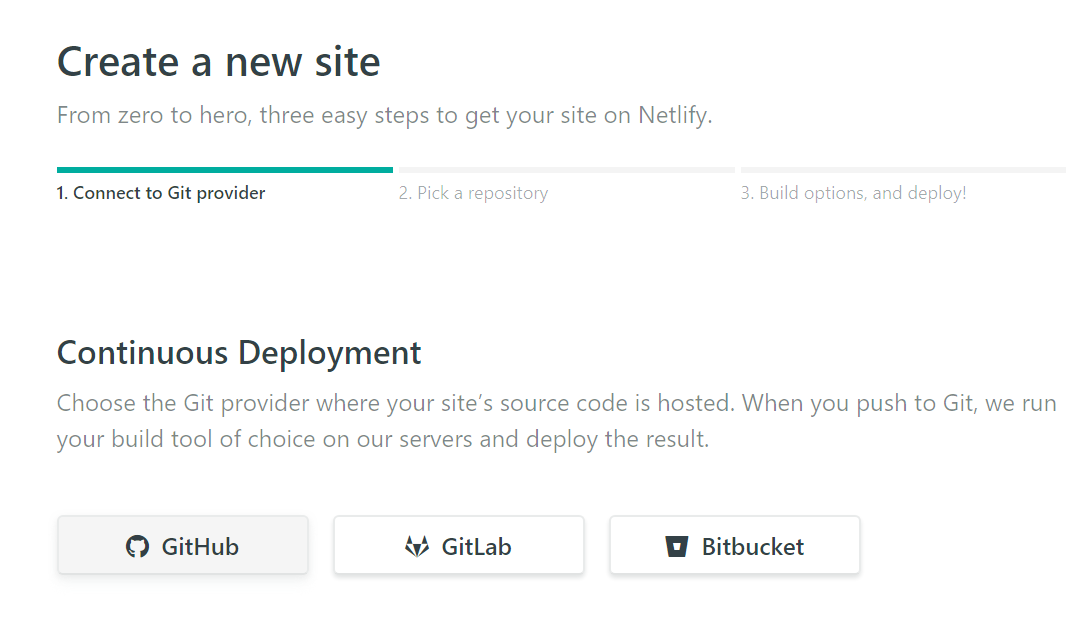 Create a new site
From zero to hero, three easy steps to get your site on Netlify.
1. Connect to Git provider
2. Pick a repository
3. Build options, and deploy!
Continuous Deployment
Choose the Git provider where your site’s source code is hosted. When you push to Git, we run
your build tool of choice on our servers and deploy the result.
GitHub
GitLab
Bitbucket